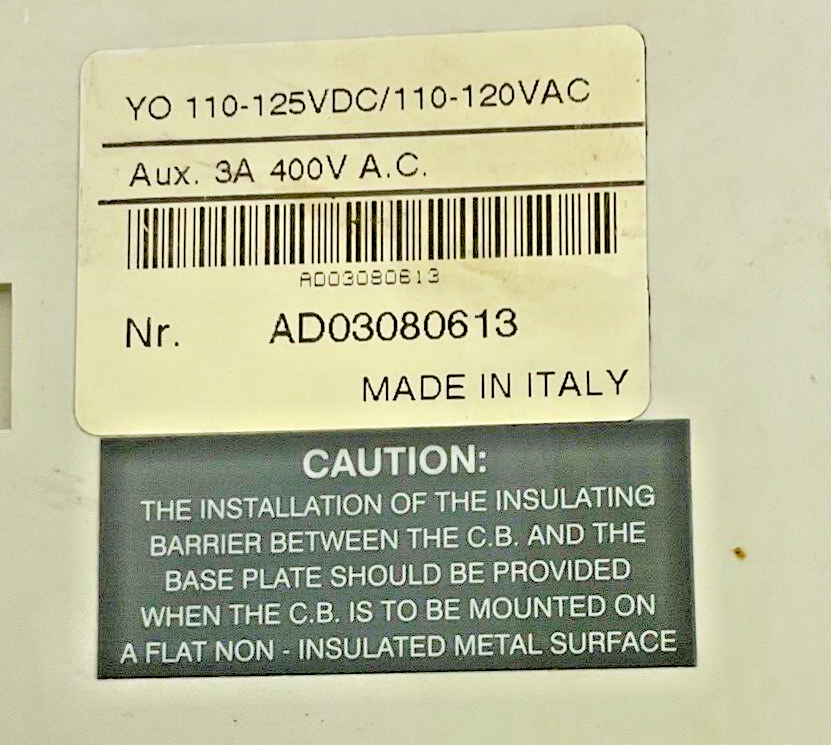 YO 110-125VDC/110-120VAC
Aux. 3A 400V A.C.
AD03080613
Nr. AD03080613
MADE IN ITALY
CAUTION:
THE INSTALLATION OF THE INSULATING
BARRIER BETWEEN THE C.B. AND THE
BASE PLATE SHOULD BE PROVIDED
WHEN THE C.B. IS TO BE MOUNTED ON
A FLAT NON - INSULATED METAL SURFACE